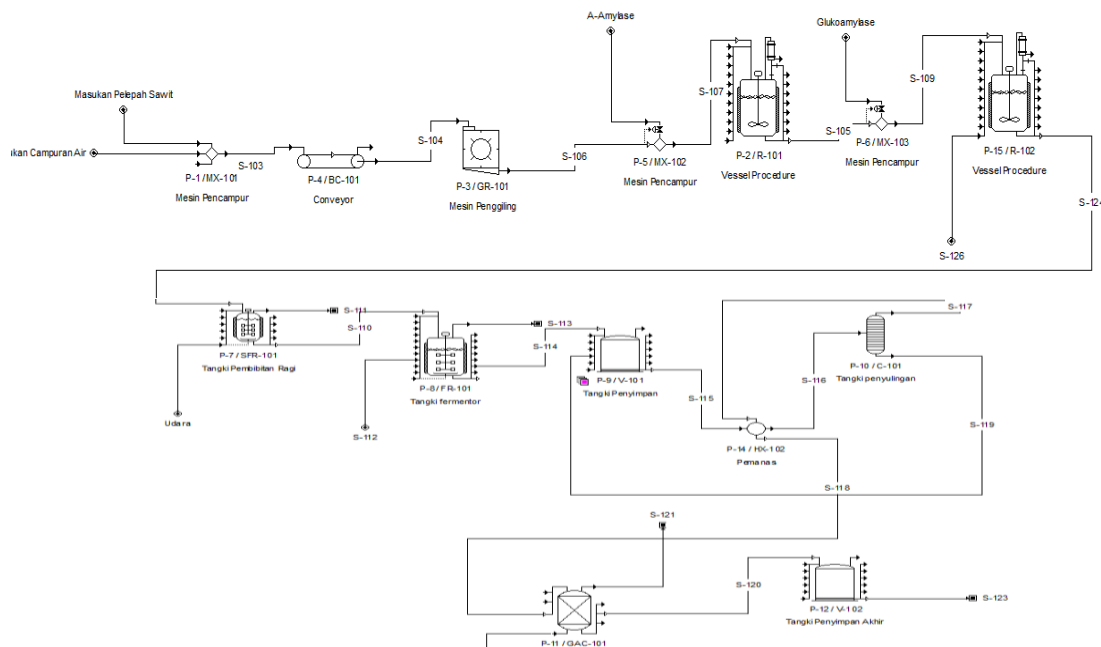 A-Amylase
Glukoamylase
Masukan Pelepah Sawit
ukan Campuran Air
S-103
P-1 / MX-101
Mesin Pencampur
P-4 / BC-101
Conveyor
S-104
P-3 / GR-101
Mesin Penggiling
S-106
P-5 / MX-102
Mesin Pencampur
S-107
P-2 / R-101
Vessel Procedure
S-105
P-6 / MX-103
Mesin Pencampur
S-109
P-15 / R-102
Vessel Procedure
S-126
S-124
S-111
S-110
P-7 / SFR-101
Tangki Pembibitan Ragi
Udara
S-113
S-114
P-8 / FR-101
Tangki fermentor
S-112
P-9 / V-101
Tangki Penyimpan
S-115
P-14 / HX-102
Pemanas
S-116
S-117
P-10 / C-101
Tangki penyulingan
S-119
S-118
S-121
P-11 / GAC-101
S-120
P-12 / V-102
Tangki Penyimpan Akhir
S-123